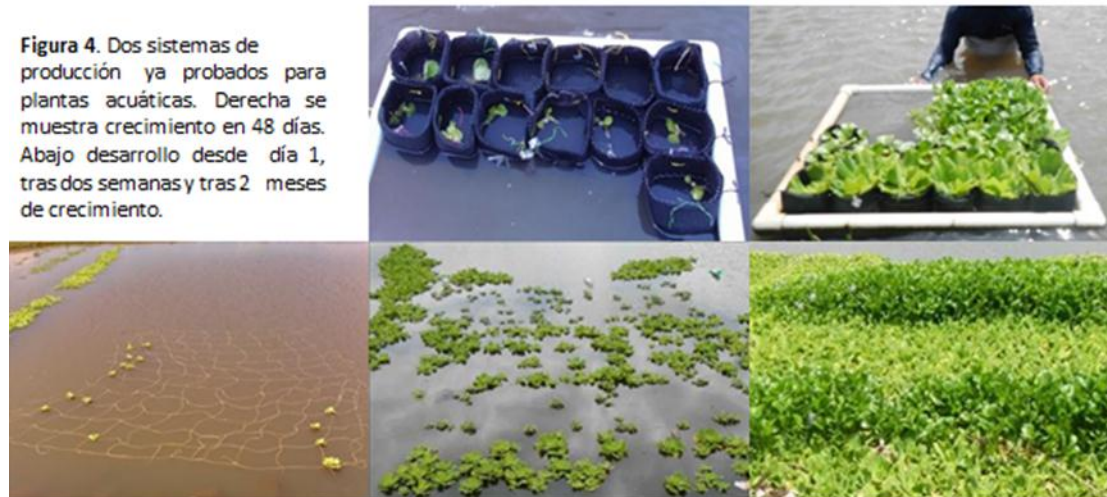 Figura 4. Dos sistemas de
producción ya probados para
plantas acuáticas. Derecha se
muestra crecimiento en 48 días.
Abajo desarrollo desde día 1,
tras dos semanas y tras 2 meses
de crecimiento.